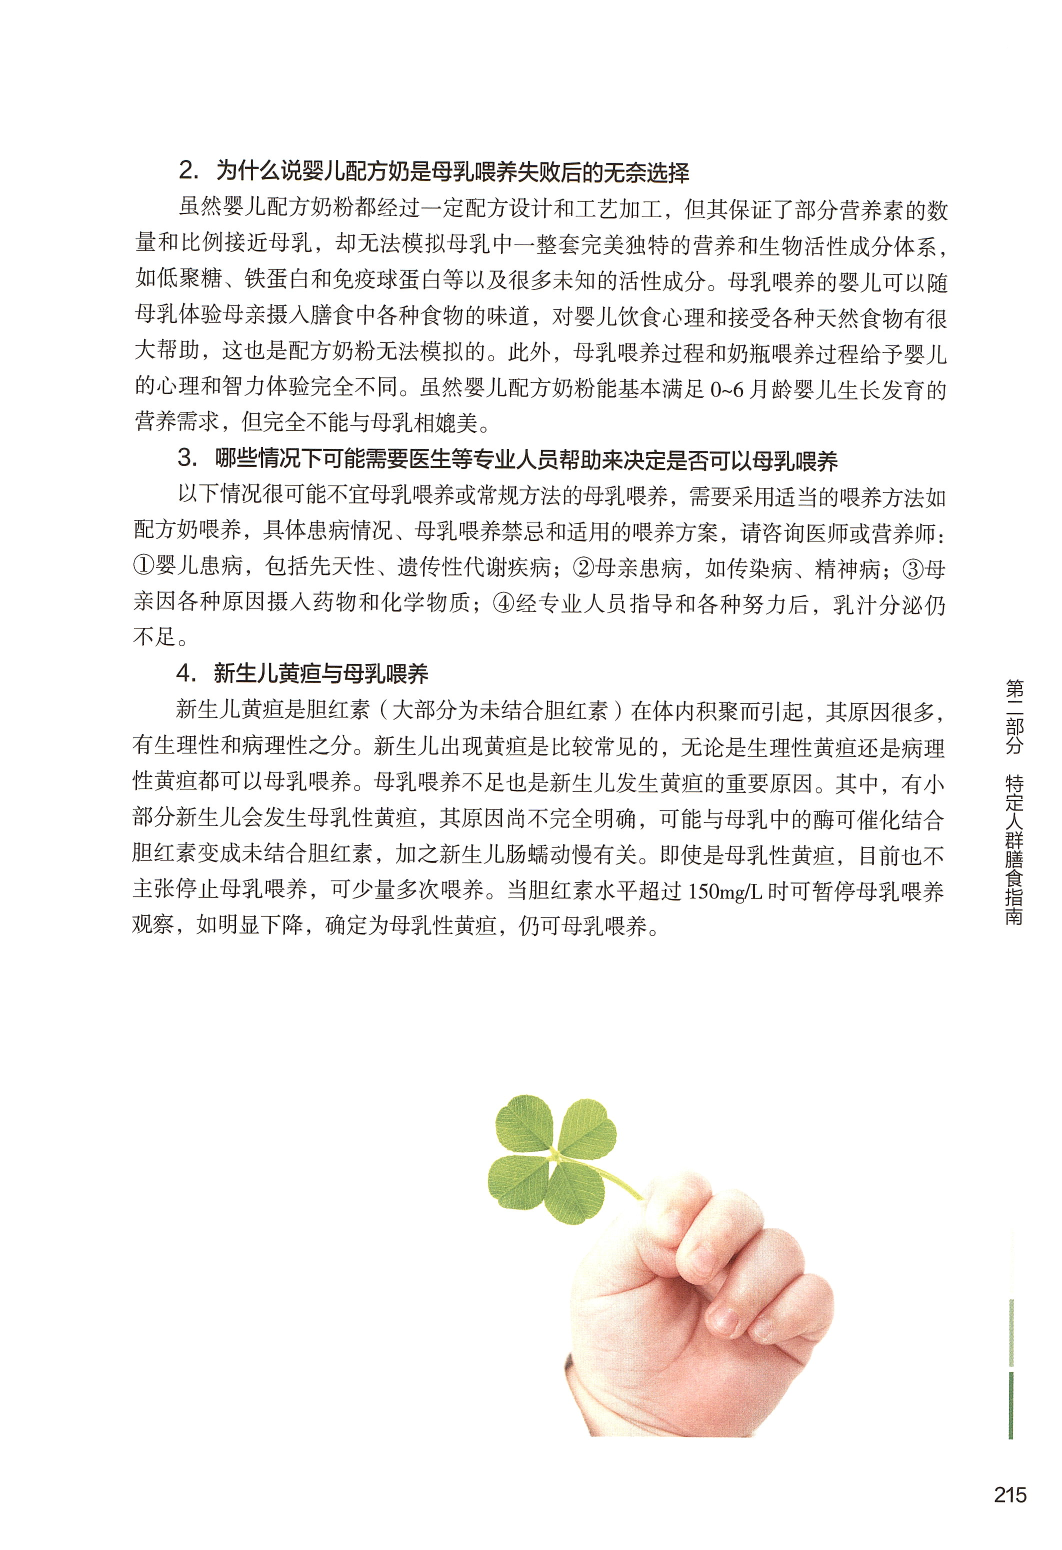 2. 为什么说婴儿配方奶是母乳喂养失败后的无奈选择
虽然婴儿配方奶粉都经过一定配方设计和工艺加工，但其保证了部分营养素的数
量和比例接近母乳，却无法模拟母乳中一整套完美独特的营养和生物活性成分体系，
如低聚糖、铁蛋白和免疫球蛋白等以及很多未知的活性成分。母乳喂养的婴儿可以随
母乳体验母亲摄入膳食中各种食物的味道，对婴儿饮食心理和接受各种天然食物有很
大帮助，这也是配方奶粉无法模拟的。此外，母乳喂养过程和奶瓶喂养过程给予婴儿
的心理和智力体验完全不同。虽然婴儿配方奶粉能基本满足 0~6 月龄婴儿生长发育的
营养需求，但完全不能与母乳相媲美。
3. 哪些情况下可能需要医生等专业人员帮助来决定是否可以母乳喂养
以下情况很可能不宜母乳喂养或常规方法的母乳喂养，需要采用适当的喂养方法如
配方奶喂养，具体患病情况、母乳喂养禁忌和适用的喂养方案，请咨询医师或营养师：
①婴儿患病，包括先天性、遗传性代谢疾病；②母亲患病，如传染病、精神病；③母
亲因各种原因摄入药物和化学物质；④经专业人员指导和各种努力后，乳汁分泌仍
不足。
4. 新生儿黄疸与母乳喂养
新生儿黄疸是胆红素（大部分为未结合胆红素）在体内积聚而引起，其原因很多，
有生理性和病理性之分。新生儿出现黄疸是比较常见的，无论是生理性黄疸还是病理
性黄疸都可以母乳喂养。母乳喂养不足也是新生儿发生黄疸的重要原因。其中，有小
部分新生儿会发生母乳性黄疸，其原因尚不完全明确，可能与母乳中的酶可催化结合
胆红素变成未结合胆红素，加之新生儿肠蠕动慢有关。即使是母乳性黄疸，目前也不
主张停止母乳喂养，可少量多次喂养。当胆红素水平超过 150mg/L 时可暂停母乳喂养
观察，如明显下降，确定为母乳性黄疸，仍可母乳喂养。
第二部分 特定人群膳食指南
215